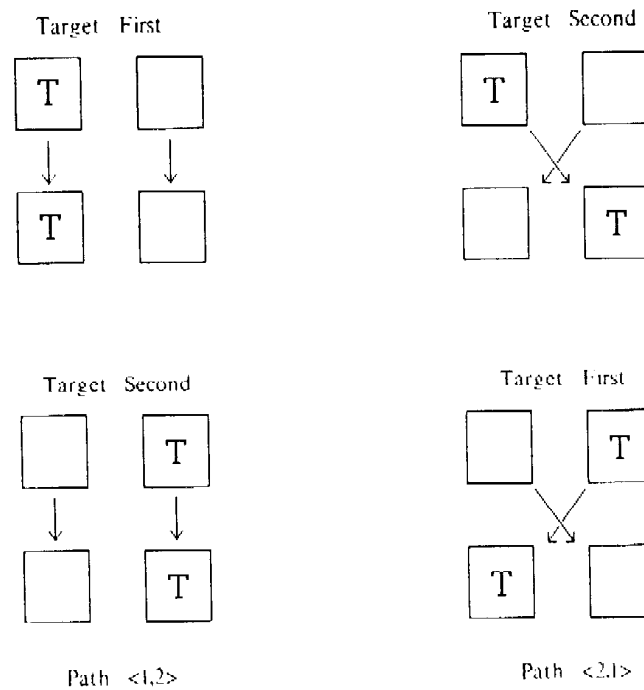 Target First
T
T
Target Second
T
T
Target Second
T
T
Path <1,2>
Target First
T
T
Path <2,1>